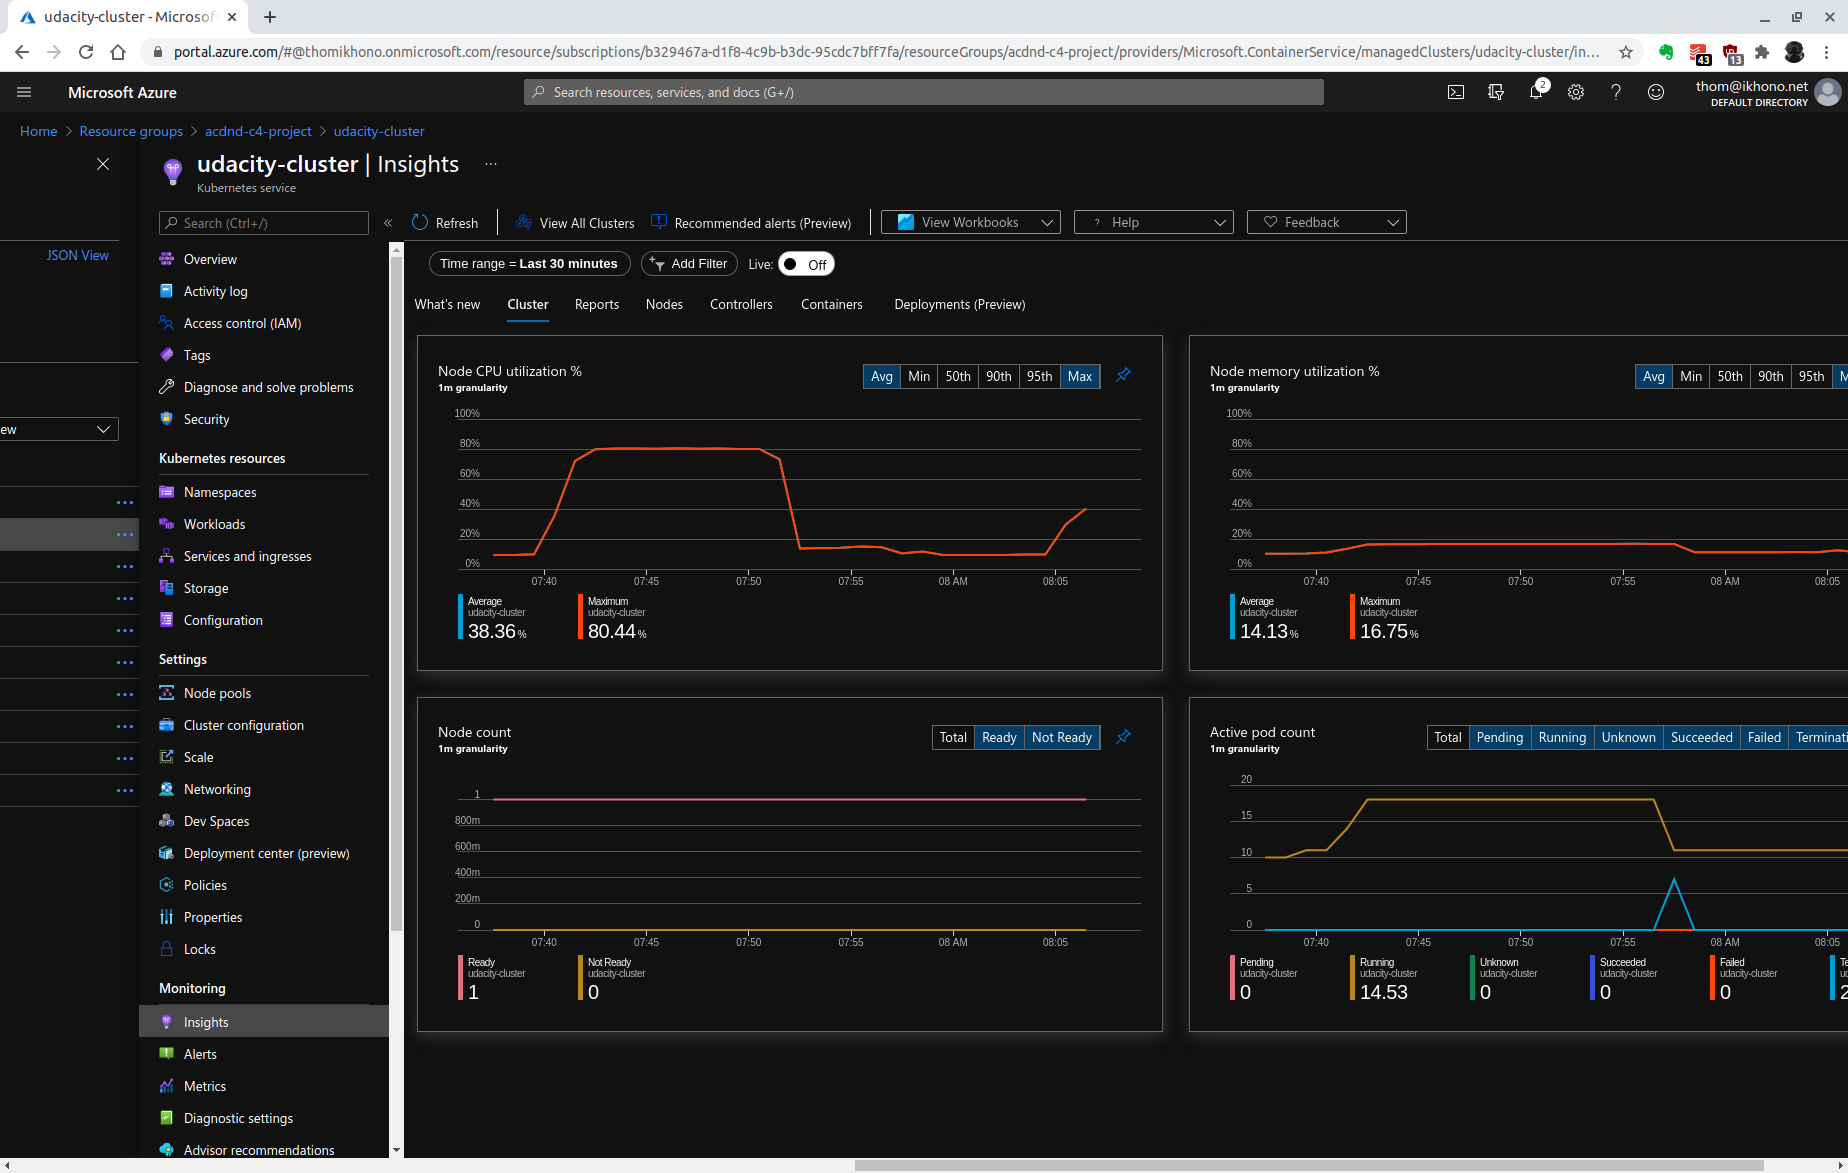 udacity-cluster - Microsof
portal.azure.com/#@thomikhono.onmicrosoft.com/resource/subscriptions/b329467a-d1f8-4c9b-b3dc-95cdc7bff7fa/resourceGroups/acdnd-c4-project/providers/Microsoft.ContainerService/managedClusters/udacity-cluster/in...
43
13
Microsoft Azure
Search resources, services, and docs (G+/)
2
thom@ikhono.net
DEFAULT DIRECTORY
Home > Resource groups > acdnd-c4-project > udacity-cluster
udacity-cluster | Insights ...
Kubernetes service
Search (Ctrl+/)
«
Refresh
View All Clusters
Recommended alerts (Preview)
View Workbooks
? Help
Feedback
JSON View
ew
Overview
Activity log
Access control (IAM)
Tags
Diagnose and solve problems
Security
Kubernetes resources
Namespaces
Workloads
Services and ingresses
Storage
Configuration
Settings
Node pools
Cluster configuration
Scale
Networking
Dev Spaces
Deployment center (preview)
Policies
Properties
Locks
Monitoring
Insights
Alerts
Metrics
Diagnostic settings
Advisor recommendations
Time range = Last 30 minutes
Add Filter
Live: Off
What's new Cluster Reports Nodes Controllers Containers Deployments (Preview)
Node CPU utilization %
1m granularity
Avg Min 50th 90th 95th Max
100%
80%
60%
40%
20%
0%
07:40 07:45 07:50 07:55 08 AM 08:05
Average
udacity-cluster
38.36 %
Maximum
udacity-cluster
80.44 %
Node memory utilization %
1m granularity
Avg Min 50th 90th 95th M
100%
80%
60%
40%
20%
0%
07:40 07:45 07:50 07:55 08 AM 08:05
Average
udacity-cluster
14.13 %
Maximum
udacity-cluster
16.75 %
Node count
1m granularity
Total Ready Not Ready
1
800m
600m
400m
200m
0
07:40 07:45 07:50 07:55 08 AM 08:05
Ready
udacity-cluster
1
Not Ready
udacity-cluster
0
Active pod count
1m granularity
Total Pending Running Unknown Succeeded Failed Terminati
20
15
10
5
0
07:40 07:45 07:50 07:55 08 AM 08:05
Pending
udacity-cluster
0
Running
udacity-cluster
14.53
Unknown
udacity-cluster
0
Succeeded
udacity-cluster
0
Failed
udacity-cluster
0
Te
ud
2